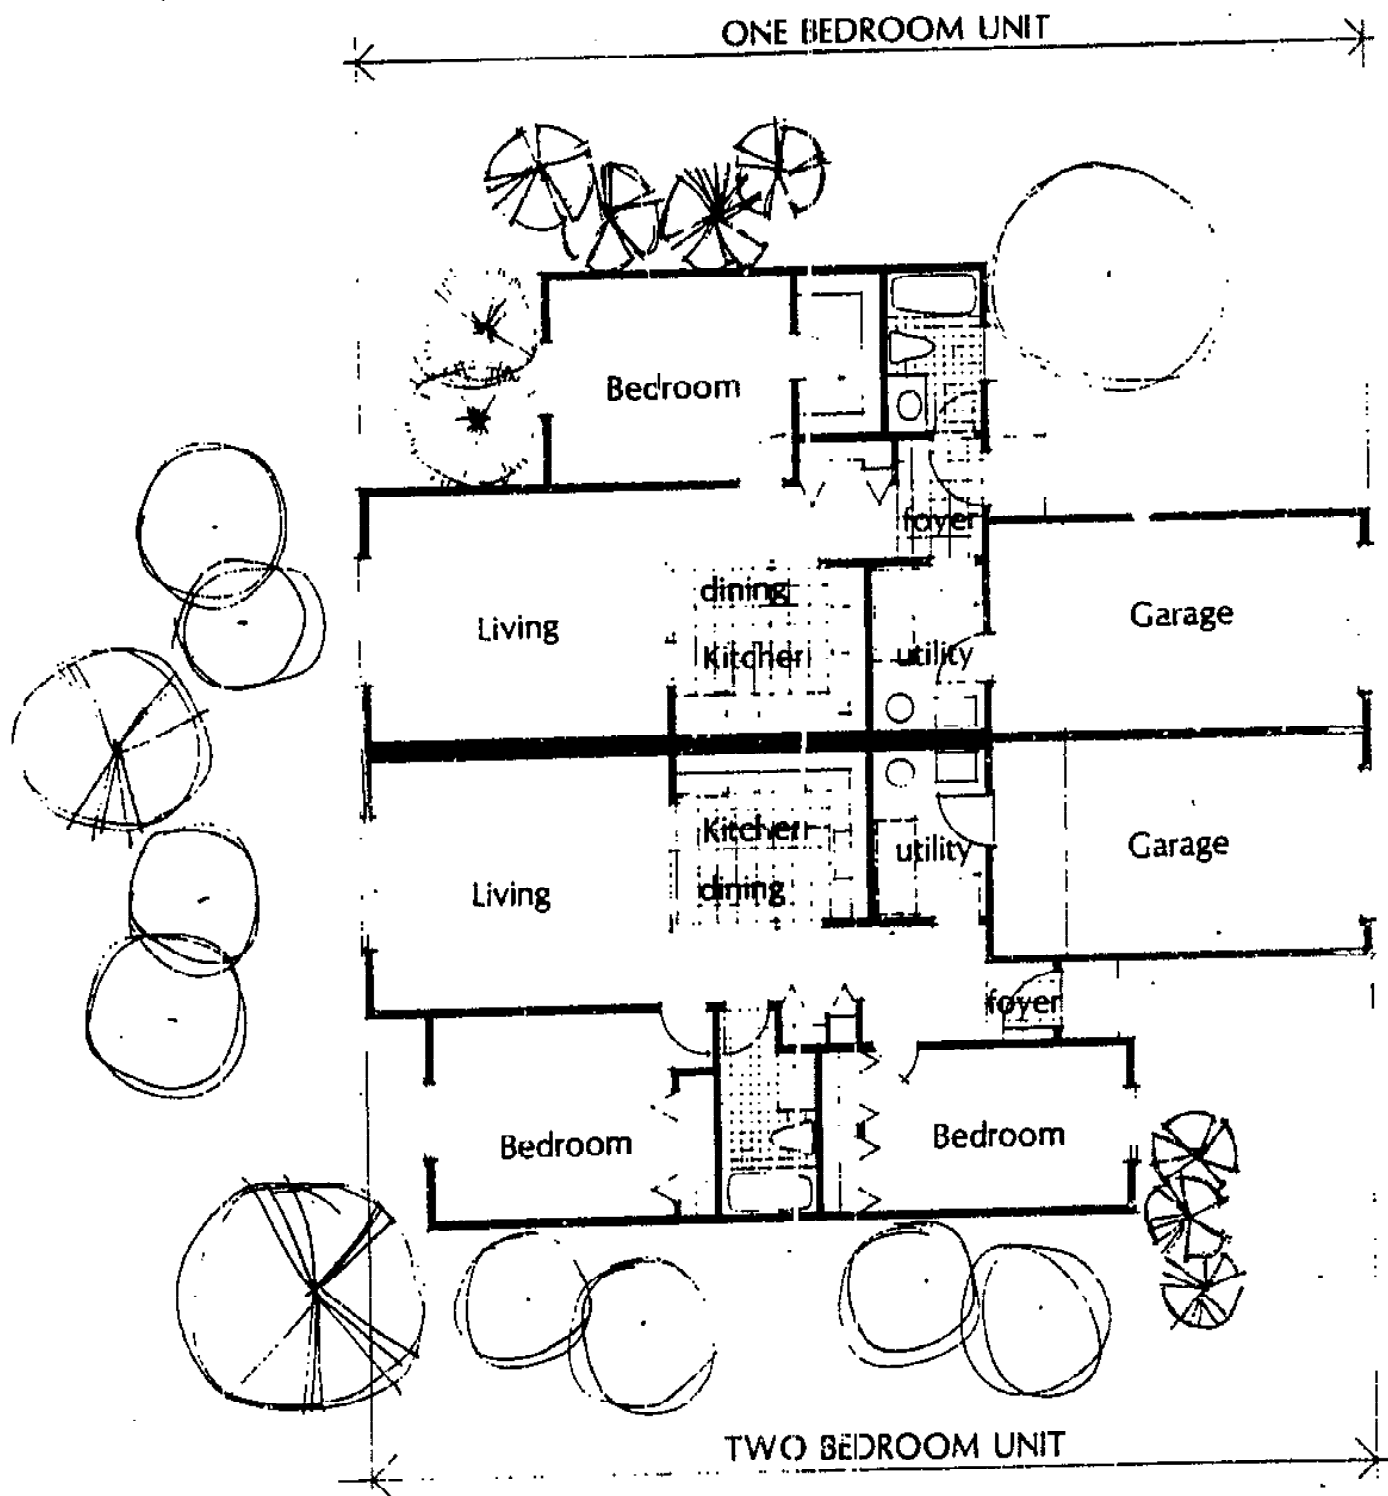 ONE BEDROOM UNIT
Bedroom
foyer
dining
Living
Garage
Kitchen
utility
Kitchen
utility
Garage
Living
dining
foyer
Bedroom
Bedroom
TWO BEDROOM UNIT